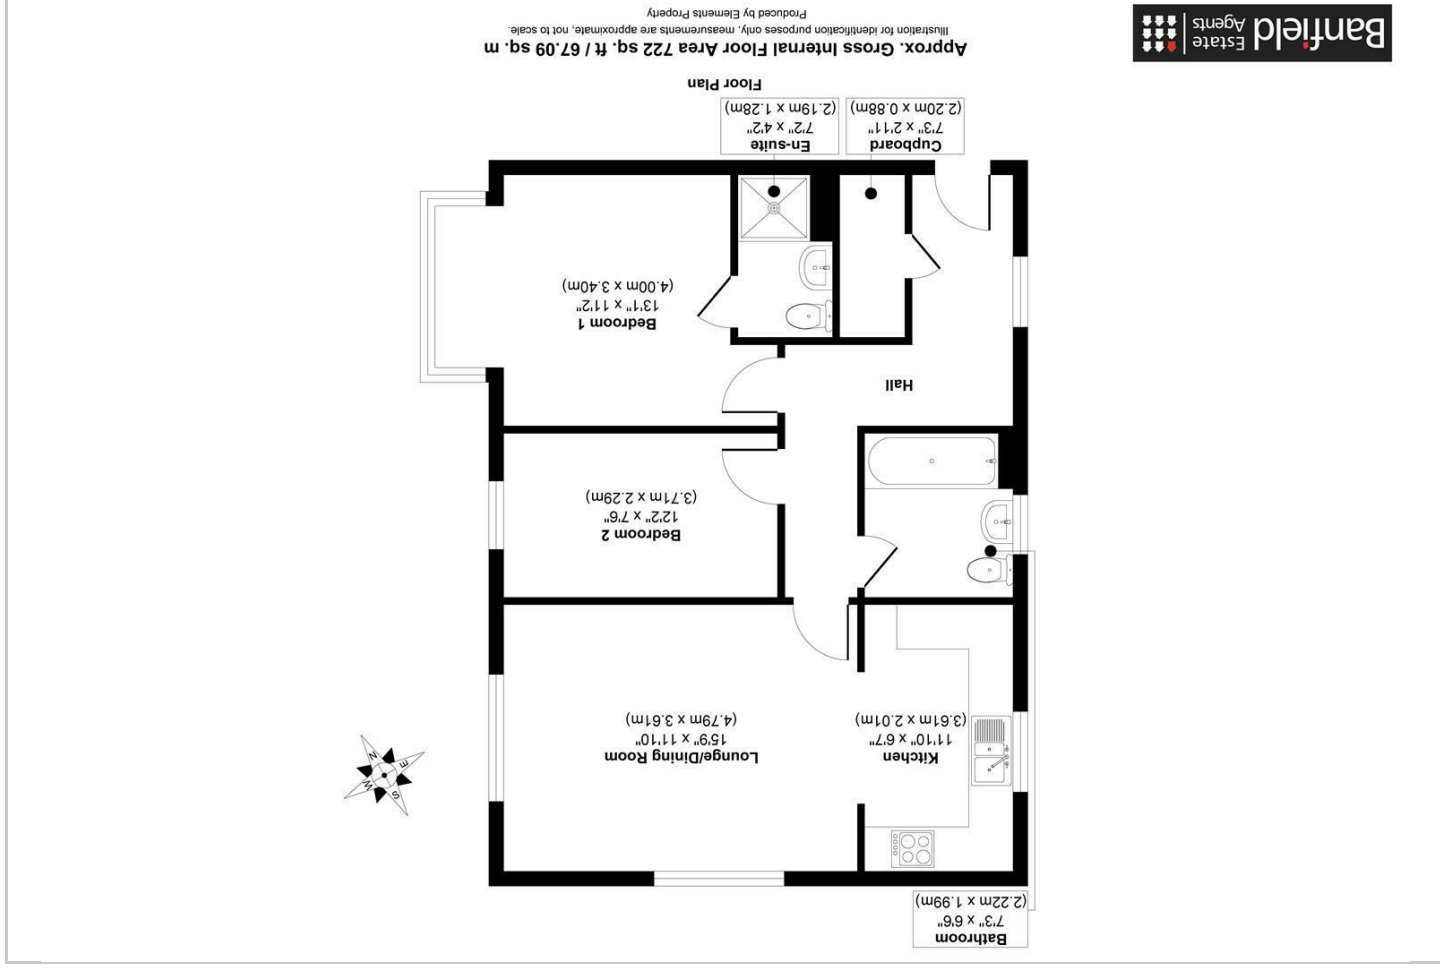 Bathroom
7'3" x 6'6"
(2.22m x 1.99m)
Kitchen
11'10" x 6'7"
(3.61m x 2.01m)
Lounge/Dining Room
15'9" x 11'10"
(4.79m x 3.61m)
S
W
E
N
Bedroom 2
12'2" x 7'6"
(3.71m x 2.29m)
Hall
Bedroom 1
13'1" x 11'2"
(4.00m x 3.40m)
Cupboard
7'3" x 2'11"
(2.20m x 0.88m)
En-suite
7'2" x 4'2"
(2.19m x 1.28m)
Floor Plan
Approx. Gross Internal Floor Area 722 sq. ft / 67.09 sq. m
Illustration for identification purposes only, measurements are approximate, not to scale.
Produced by Elements Property
Banfield
Estate
Agents